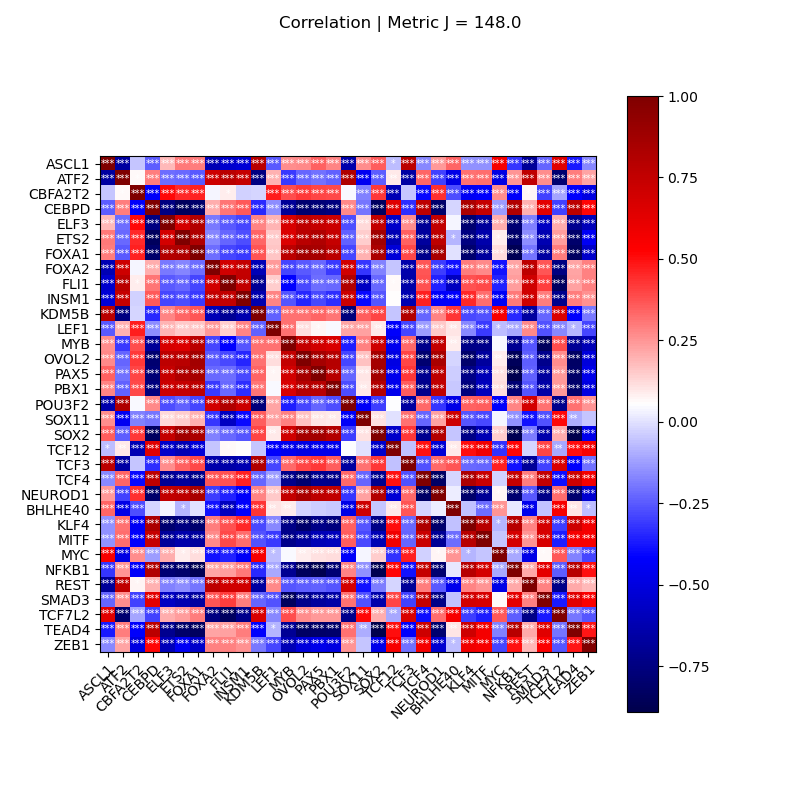 Correlation | Metric J = 148.0
ASCL1
ATF2
CBFA2T2
CEBPD
ELF3
ETS2
FOXA1
FOXA2
FLI1
INSM1
KDM5B
LEF1
MYB
OVOL2
PAX5
PBX1
POU3F2
SOX11
SOX2
TCF12
TCF3
TCF4
NEUROD1
BHLHE40
KLF4
MITF
MYC
NFKB1
REST
SMAD3
TCF7L2
TEAD4
ZEB1
ASCL1
ATF2
CBFA2T2
CEBPD
ELF3
ETS2
FOXA1
FOXA2
FLI1
INSM1
KDM5B
LEF1
MYB
OVOL2
PAX5
PBX1
POU3F2
SOX11
SOX2
TCF12
TCF3
TCF4
NEUROD1
BHLHE40
KLF4
MITF
MYC
NFKB1
REST
SMAD3
TCF7L2
TEAD4
ZEB1
1.00
0.75
0.50
0.25
0.00
−0.25
−0.50
−0.75